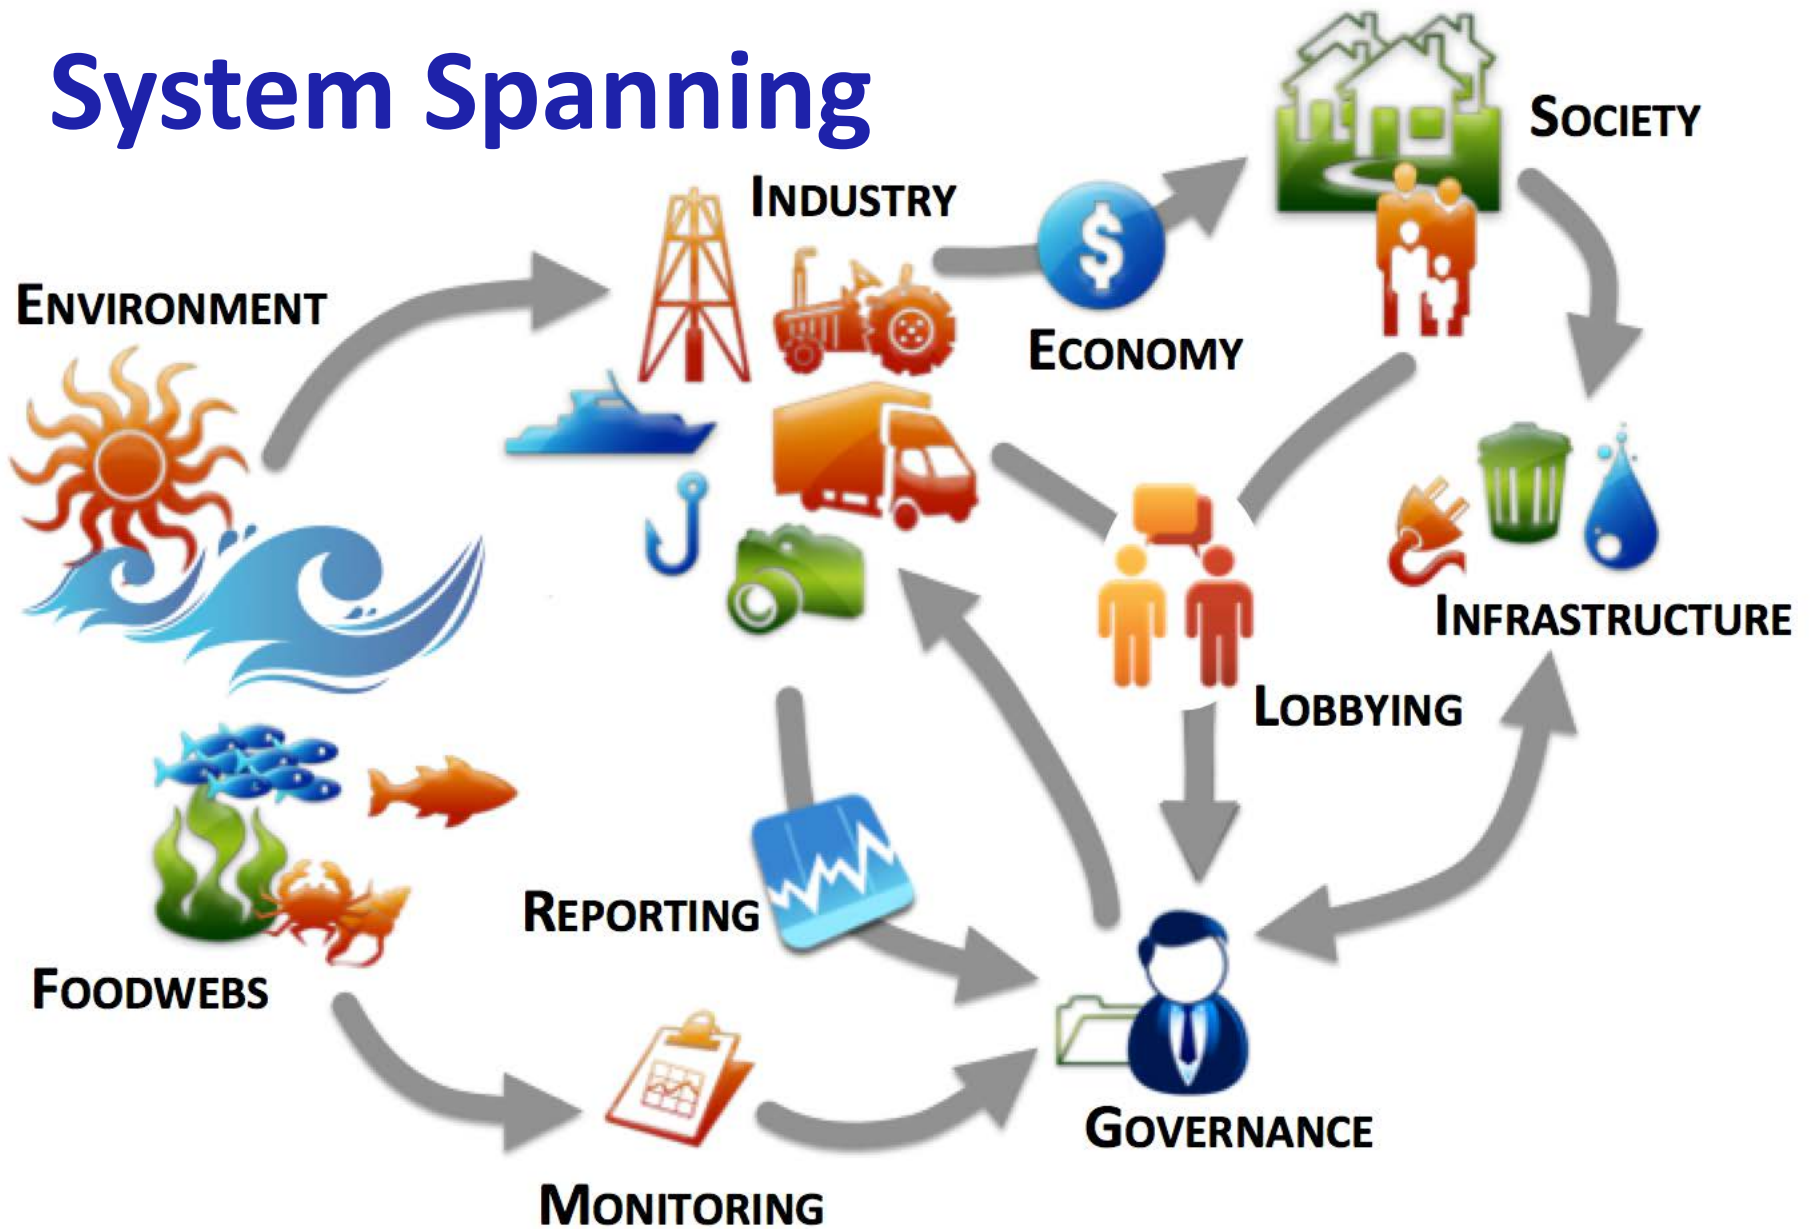 System Spanning
SOCIETY
INDUSTRY
ENVIRONMENT
$
ECONOMY
INFRASTRUCTURE
LOBBYING
REPORTING
FOODWEBS
GOVERNANCE
MONITORING